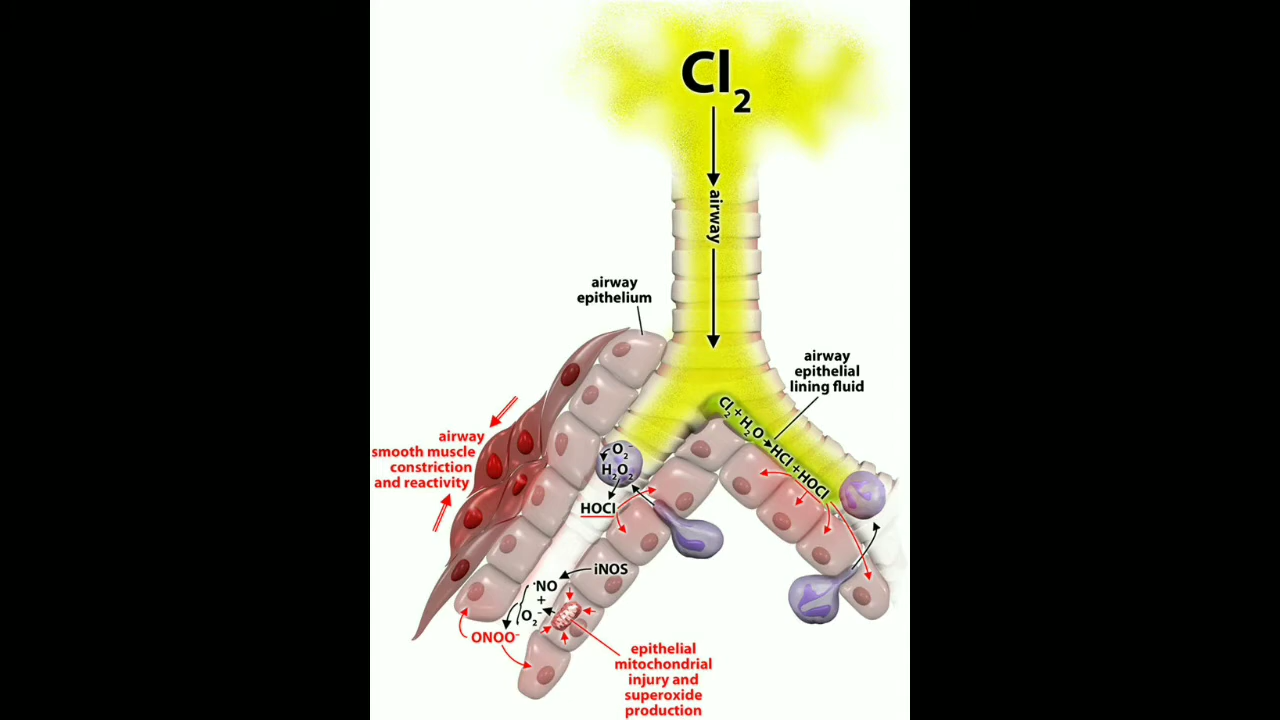 Cl₂
airway
airway
epithelium
airway
epithelial
lining fluid
Cl₂ + H₂O → HCl + HOCl
airway
smooth muscle
constriction
and reactivity
O₂⁻
H₂O₂
HOCl
iNOS
·NO
+
O₂⁻
ONOO⁻
epithelial
mitochondrial
injury and
superoxide
production